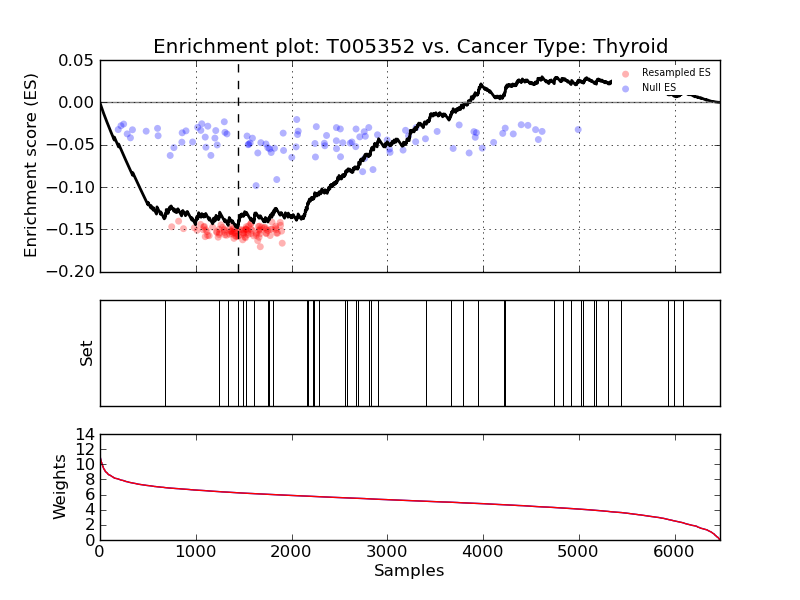 Enrichment plot: T005352 vs. Cancer Type: Thyroid
Enrichment score (ES)
0.05
0.00
−0.05
−0.10
−0.15
−0.20
Resampled ES
Null ES
Set
Weights
14
12
10
8
6
4
2
0
0 1000 2000 3000 4000 5000 6000
Samples